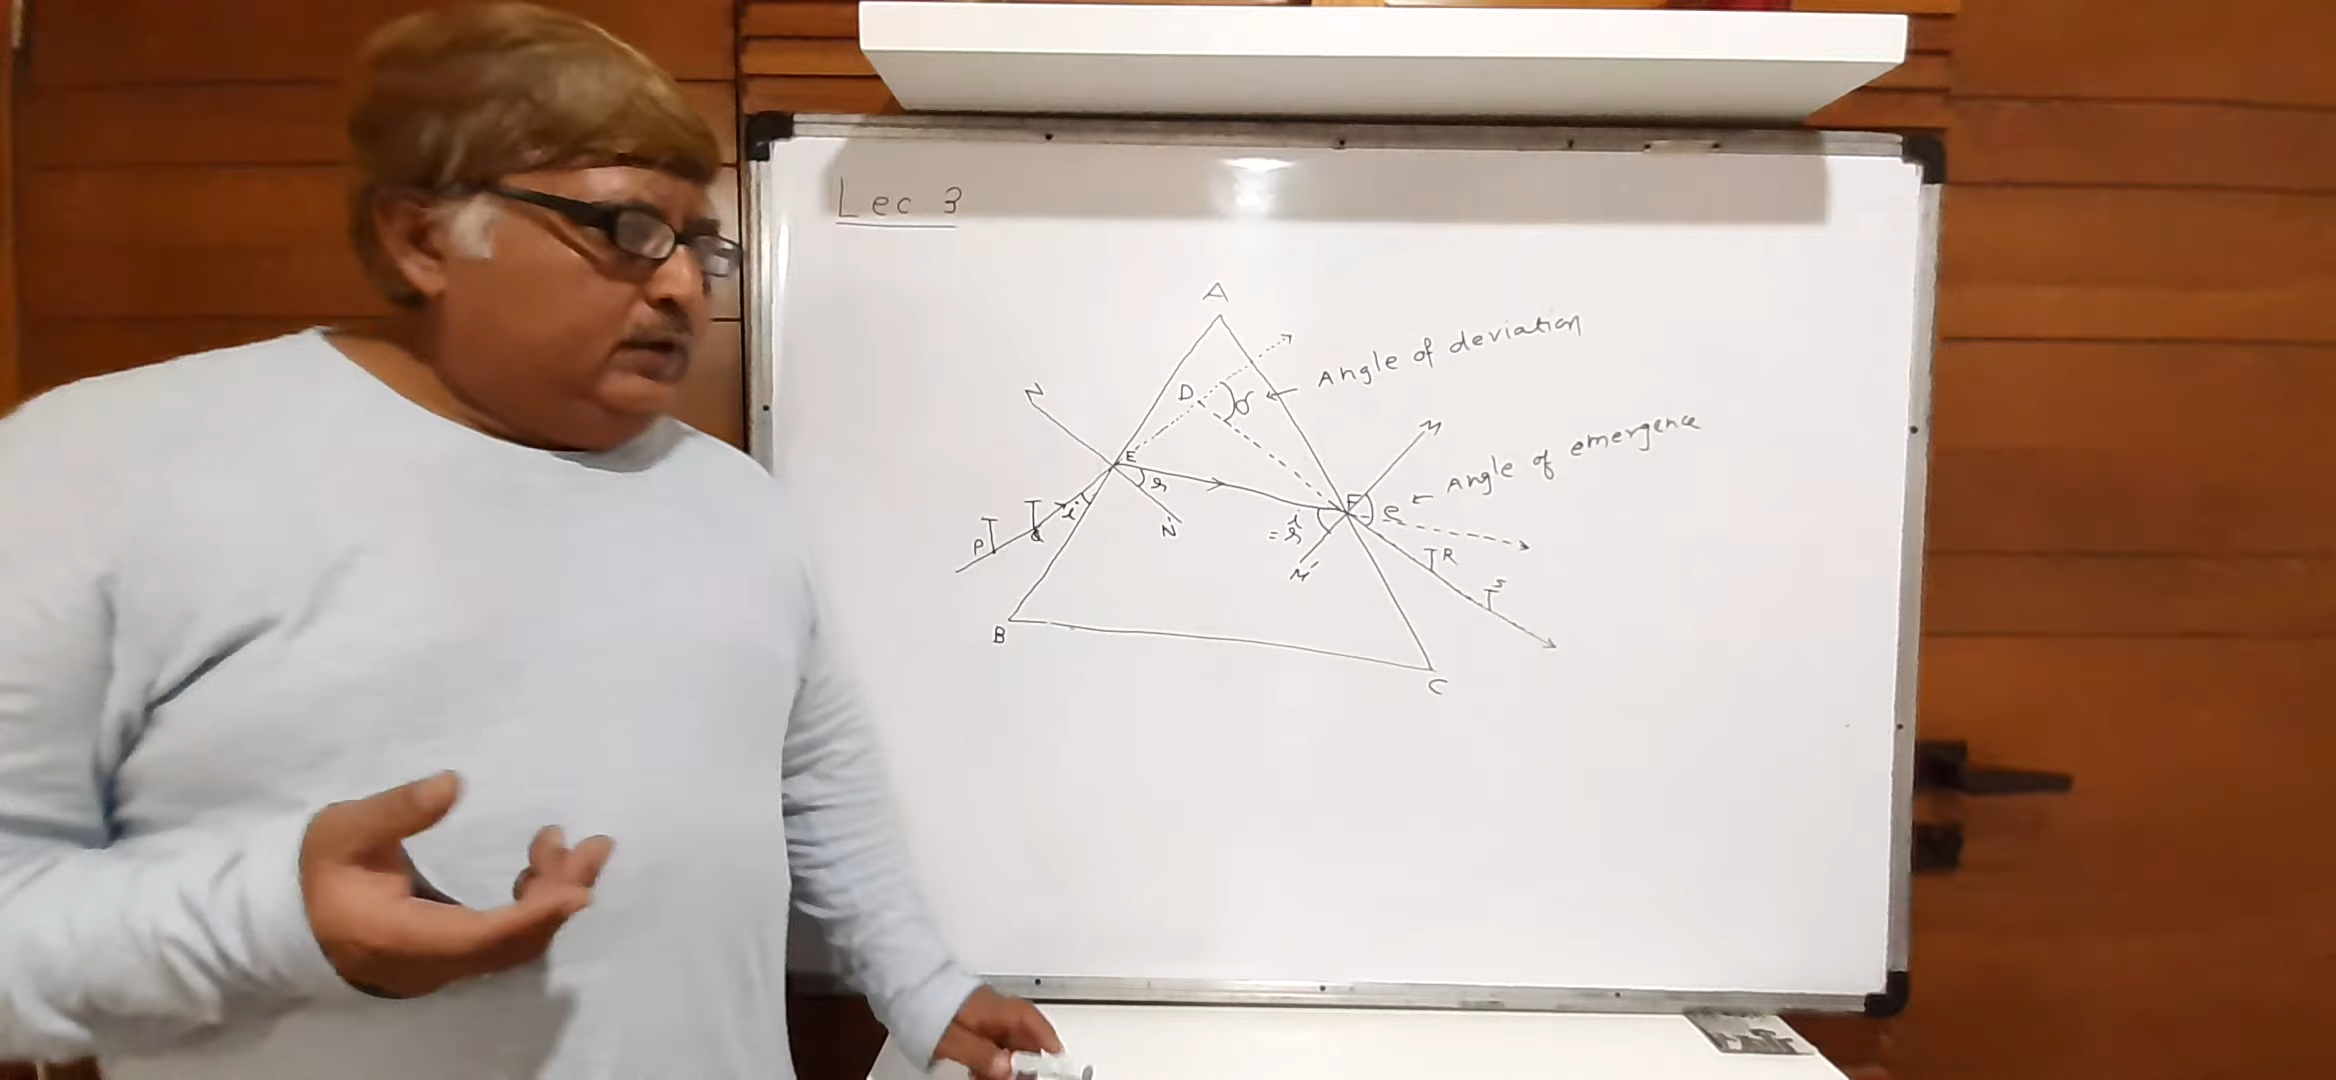 Lec 3
A
D
δ ← Angle of deviation
N
M
E
r
← Angle of emergence
F
e
i
P
Q
N'
= r
M'
R
S
B
C